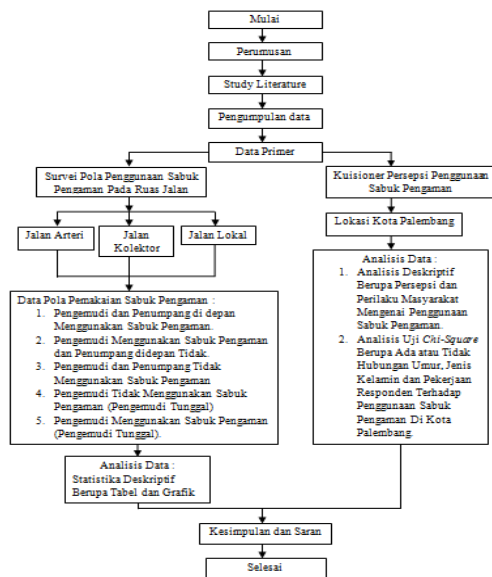 Mulai
Perumusan
Study Literature
Pengumpulan data
Data Primer
Survei Pola Penggunaan Sabuk
Pengaman Pada Ruas Jalan
Kuisioner Persepsi Penggunaan
Sabuk Pengaman
Jalan Arteri
Jalan
Kolektor
Jalan Lokal
Lokasi Kota Palembang
Data Pola Pemakaian Sabuk Pengaman :
1. Pengemudi dan Penumpang di depan
Menggunakan Sabuk Pengaman.
2. Pengemudi Menggunakan Sabuk Pengaman
dan Penumpang didepan Tidak.
3. Pengemudi dan Penumpang Tidak
Menggunakan Sabuk Pengaman
4. Pengemudi Tidak Menggunakan Sabuk
Pengaman (Pengemudi Tunggal)
5. Pengemudi Menggunakan Sabuk Pengaman
(Pengemudi Tunggal).
Analisis Data :
1. Analisis Deskriptif
Berupa Persepsi dan
Perilaku Masyarakat
Mengenai Penggunaan
Sabuk Pengaman.
2. Analisis Uji Chi-Square
Berupa Ada atau Tidak
Hubungan Umur, Jenis
Kelamin dan Pekerjaan
Responden Terhadap
Penggunaan Sabuk
Pengaman Di Kota
Palembang.
Analisis Data :
Statistika Deskriptif
Berupa Tabel dan Grafik
Kesimpulan dan Saran
Selesai